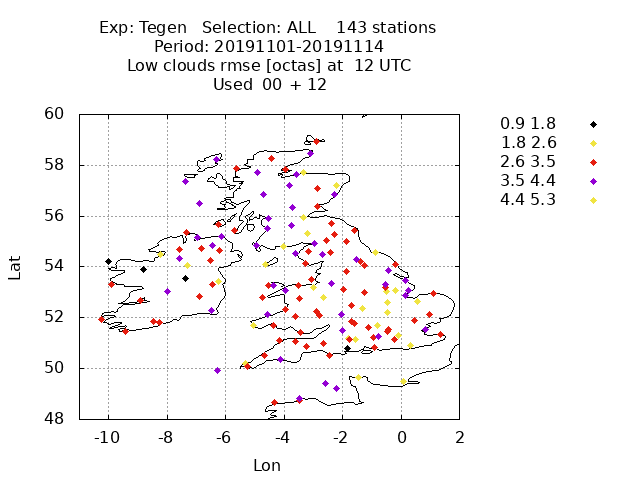 Exp: Tegen Selection: ALL 143 stations
Period: 20191101-20191114
Low clouds rmse [octas] at 12 UTC
Used 00 + 12
60
58
56
54
52
50
48
Lat
-10 -8 -6 -4 -2 0 2
Lon
0.9 1.8
1.8 2.6
2.6 3.5
3.5 4.4
4.4 5.3